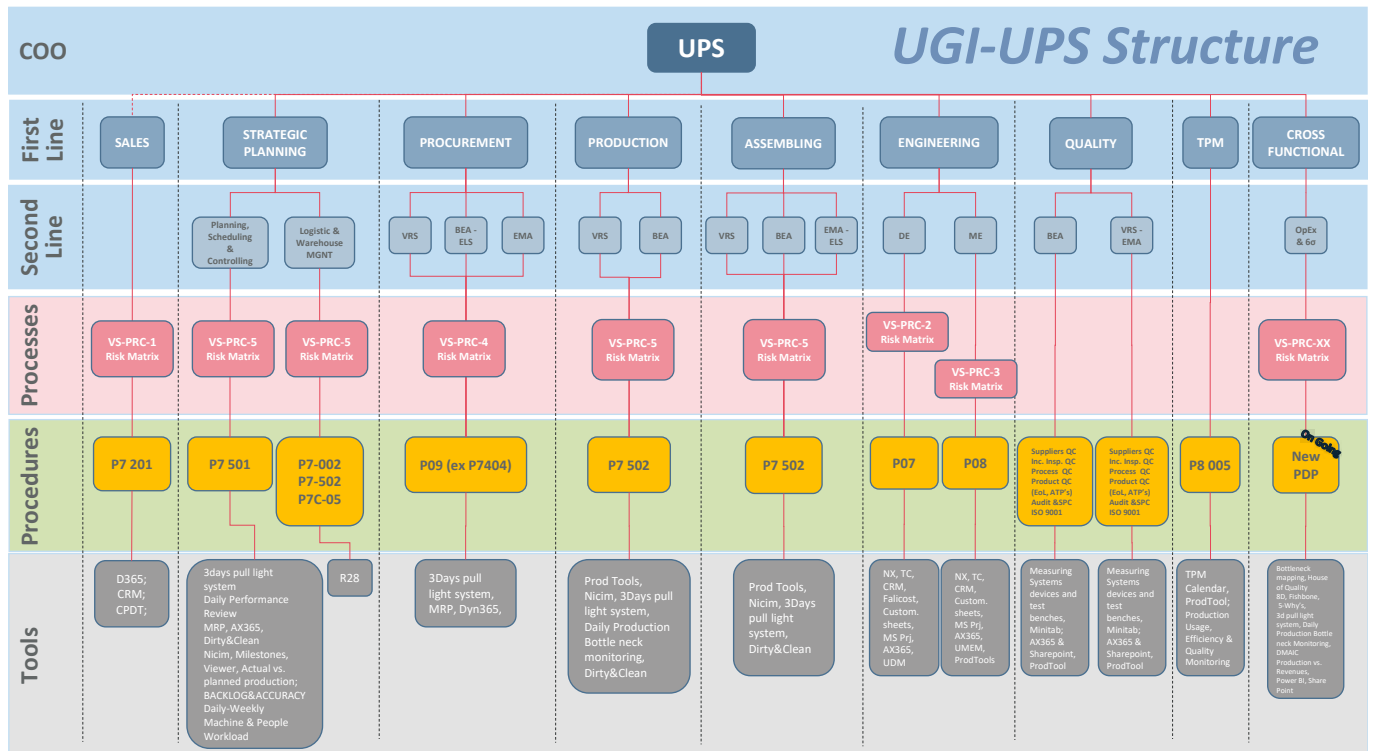 UGI-UPS Structure
COO
UPS
First
Line
SALES
STRATEGIC
PLANNING
PROCUREMENT
PRODUCTION
ASSEMBLING
ENGINEERING
QUALITY
TPM
CROSS
FUNCTIONAL
Second
Line
Planning,
Scheduling
&
Controlling
Logistic &
Warehouse
MGNT
VRS
BEA -
ELS
EMA
VRS
BEA
VRS
BEA
EMA -
ELS
DE
ME
BEA
VRS -
EMA
OpEx
& 6σ
Processes
VS-PRC-1
Risk Matrix
VS-PRC-5
Risk Matrix
VS-PRC-5
Risk Matrix
VS-PRC-4
Risk Matrix
VS-PRC-5
Risk Matrix
VS-PRC-5
Risk Matrix
VS-PRC-2
Risk Matrix
VS-PRC-3
Risk Matrix
VS-PRC-XX
Risk Matrix
Procedures
P7 201
P7 501
P7-002
P7-502
P7C-05
P09 (ex P7404)
P7 502
P7 502
P07
P08
Suppliers QC
Inc. Insp. QC
Process QC
Product QC
(EoL, ATP's)
Audit &SPC
ISO 9001
Suppliers QC
Inc. Insp. QC
Process QC
Product QC
(EoL, ATP's)
Audit &SPC
ISO 9001
P8 005
On Going
New
PDP
Tools
D365;
CRM;
CPDT;
3days pull light
system
Daily Performance
Review
MRP, AX365,
Dirty&Clean
Nicim, Milestones,
Viewer, Actual vs.
planned production;
BACKLOG&ACCURACY
Daily-Weekly
Machine & People
Workload
R28
3Days pull
light system,
MRP, Dyn365,
Prod Tools,
Nicim, 3Days pull
light system,
Daily Production
Bottle neck
monitoring,
Dirty&Clean
Prod Tools,
Nicim, 3Days pull
light system,
Dirty&Clean
NX, TC,
CRM,
Falicost,
Custom.
sheets,
MS Prj,
AX365,
UDM
NX, TC,
CRM,
Custom.
sheets,
MS Prj,
AX365,
UMEM,
ProdTools
Measuring
Systems
devices and
test
benches,
Minitab;
AX365 &
Sharepoint,
ProdTool
Measuring
Systems
devices and
test
benches,
Minitab;
AX365 &
Sharepoint,
ProdTool
TPM
Calendar,
ProdTool;
Production
Usage,
Efficiency &
Quality
Monitoring
Bottleneck
mapping, House
of Quality
8D, Fishbone,
5-Why's,
3d pull light
system, Daily
Production Bottle
neck Monitoring,
DMAIC
Production vs.
Revenues,
Power BI, Share
Point